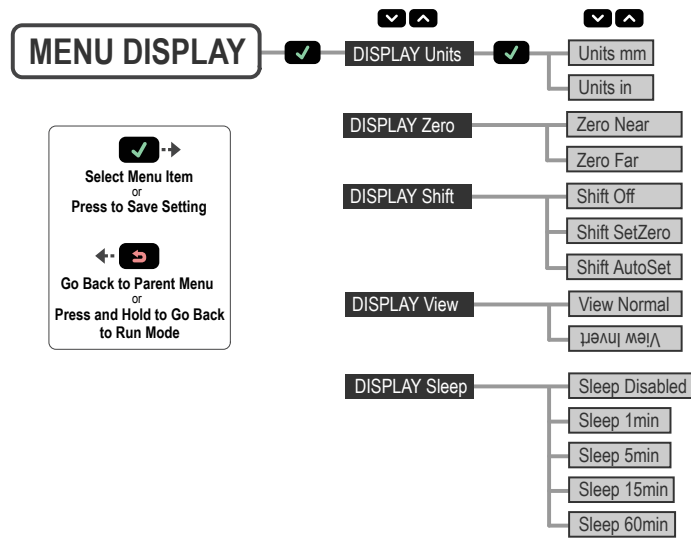 MENU DISPLAY
DISPLAY Units
Units mm
Units in
DISPLAY Zero
Zero Near
Zero Far
DISPLAY Shift
Shift Off
Shift SetZero
Shift AutoSet
DISPLAY View
View Normal
View Invert
DISPLAY Sleep
Sleep Disabled
Sleep 1min
Sleep 5min
Sleep 15min
Sleep 60min
Select Menu Item
or
Press to Save Setting
Go Back to Parent Menu
or
Press and Hold to Go Back
to Run Mode